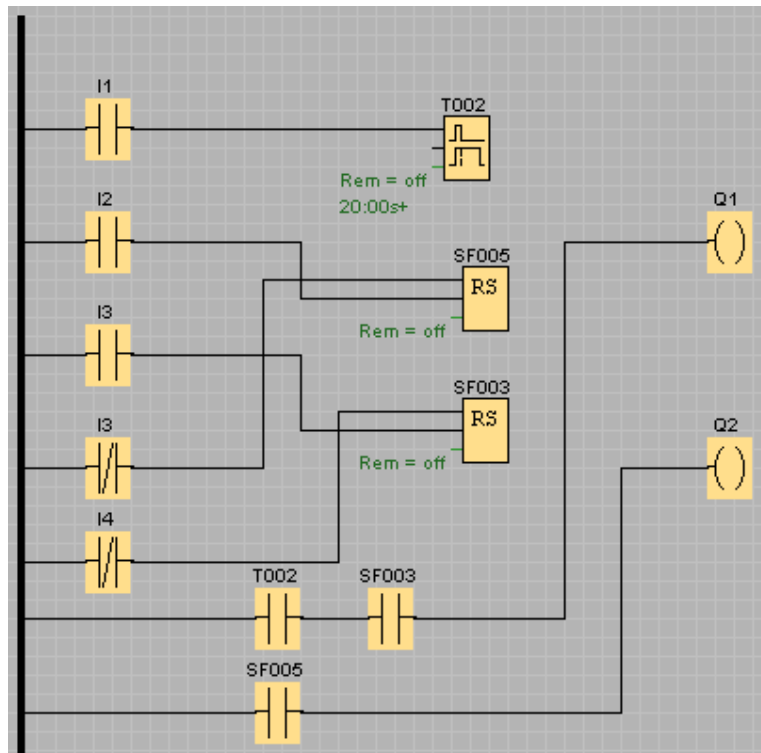 I1
T002
Rem = off
20:00s+
I2
Q1
SF005
RS
Rem = off
I3
SF003
RS
I3
Q2
Rem = off
I4
T002
SF003
SF005